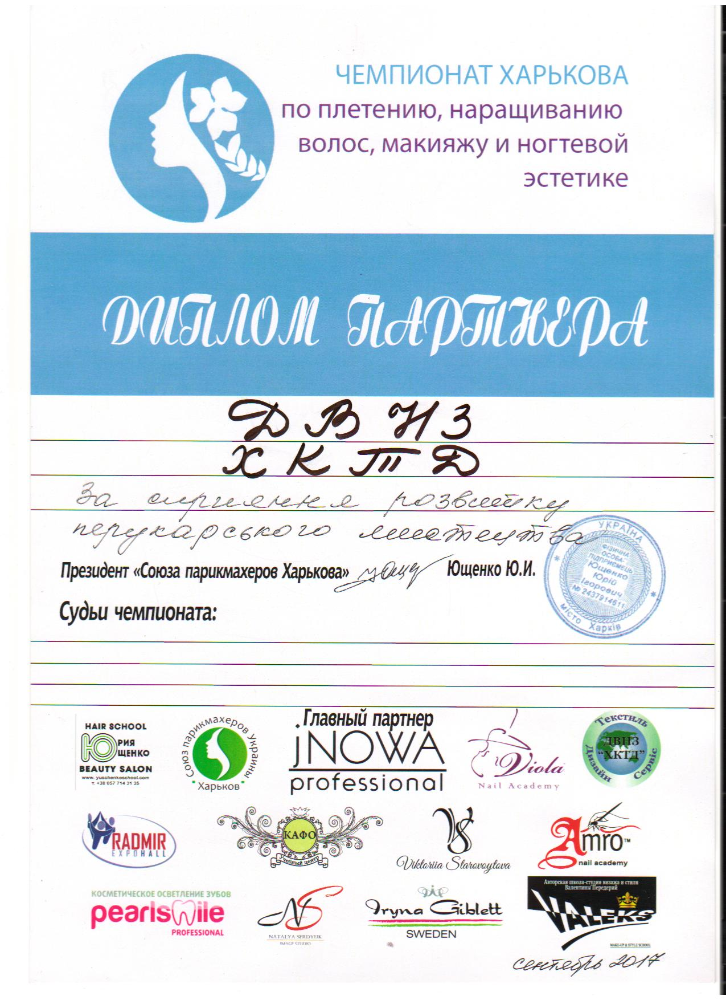 ЧЕМПИОНАТ ХАРЬКОВА
по плетению, наращиванию
волос, макияжу и ногтевой
эстетике
ДИПЛОМ ПАРТНЕРА
ДВНЗ
ХКТД
За сприяння розвитку
перукарського мистецтва
Президент «Союза парикмахеров Харькова» Ющенко Ю.И.
УКРАЇНА
ФІЗИЧНА
ОСОБА-
ПІДПРИЄМЕЦЬ
Ющенко
Юрій
Ігорович
№ 2437914611
місто Харків
Судьи чемпионата:
Главный партнер
HAIR SCHOOL
ЮРИЯ
ЮЩЕНКО
BEAUTY SALON
www. yuschenkoschool.com
т. +38 057 714 31 35
Союз парикмахеров Украины
Харьков
jNOWA
professional
Viola
Nail Academy
Текстиль
ДВНЗ
"ХКТД"
Дизайн Сервіс
RADMIR
EXPOHALL
КАФО
Учебный центр
VS
Viktoriia Starovoytova
Amro™
nail academy
КОСМЕТИЧЕСКОЕ ОСВЕТЛЕНИЕ ЗУБОВ
pearlsmile
PROFESSIONAL
NS
NATALYA SERDYUK
IMAGE STUDIO
Iryna Giblett
SWEDEN
Авторская школа-студия визажа и стиля
Валентины Передерий
VALEKS
MAKE-UP & STYLE SCHOOL
сентябрь 2017